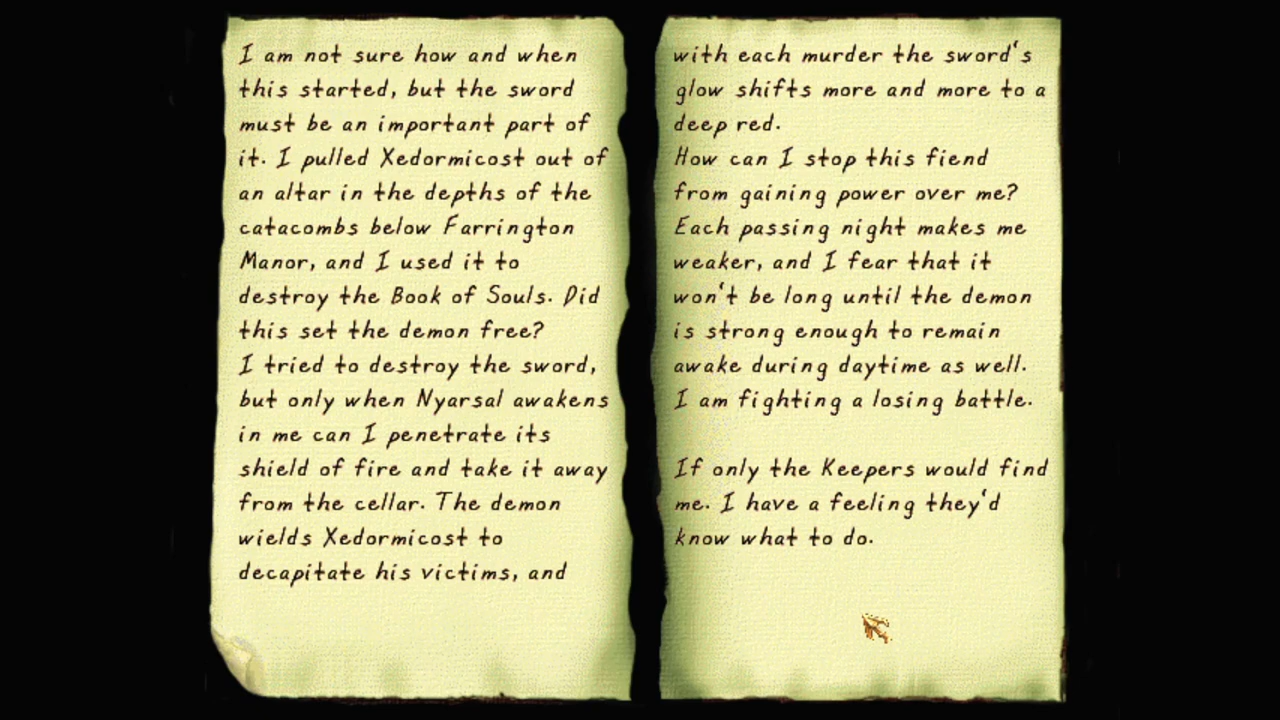 I am not sure how and when
this started, but the sword
must be an important part of
it. I pulled Xedormicost out of
an altar in the depths of the
catacombs below Farrington
Manor, and I used it to
destroy the Book of Souls. Did
this set the demon free?
I tried to destroy the sword,
but only when Nyarsal awakens
in me can I penetrate its
shield of fire and take it away
from the cellar. The demon
wields Xedormicost to
decapitate his victims, and
with each murder the sword's
glow shifts more and more to a
deep red.
How can I stop this fiend
from gaining power over me?
Each passing night makes me
weaker, and I fear that it
won't be long until the demon
is strong enough to remain
awake during daytime as well.
I am fighting a losing battle.
If only the Keepers would find
me. I have a feeling they'd
know what to do.